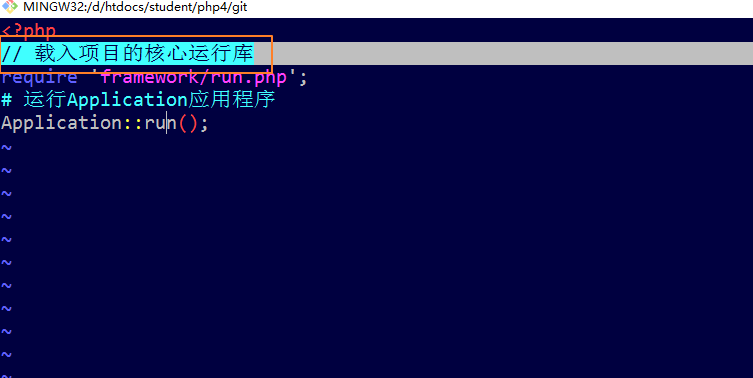 MINGW32:/d/htdocs/student/php4/git
<?php
// 载入项目的核心运行库
require 'framework/run.php';
# 运行Application应用程序
Application::run();
~
~
~
~
~
~
~
~
~
~
~